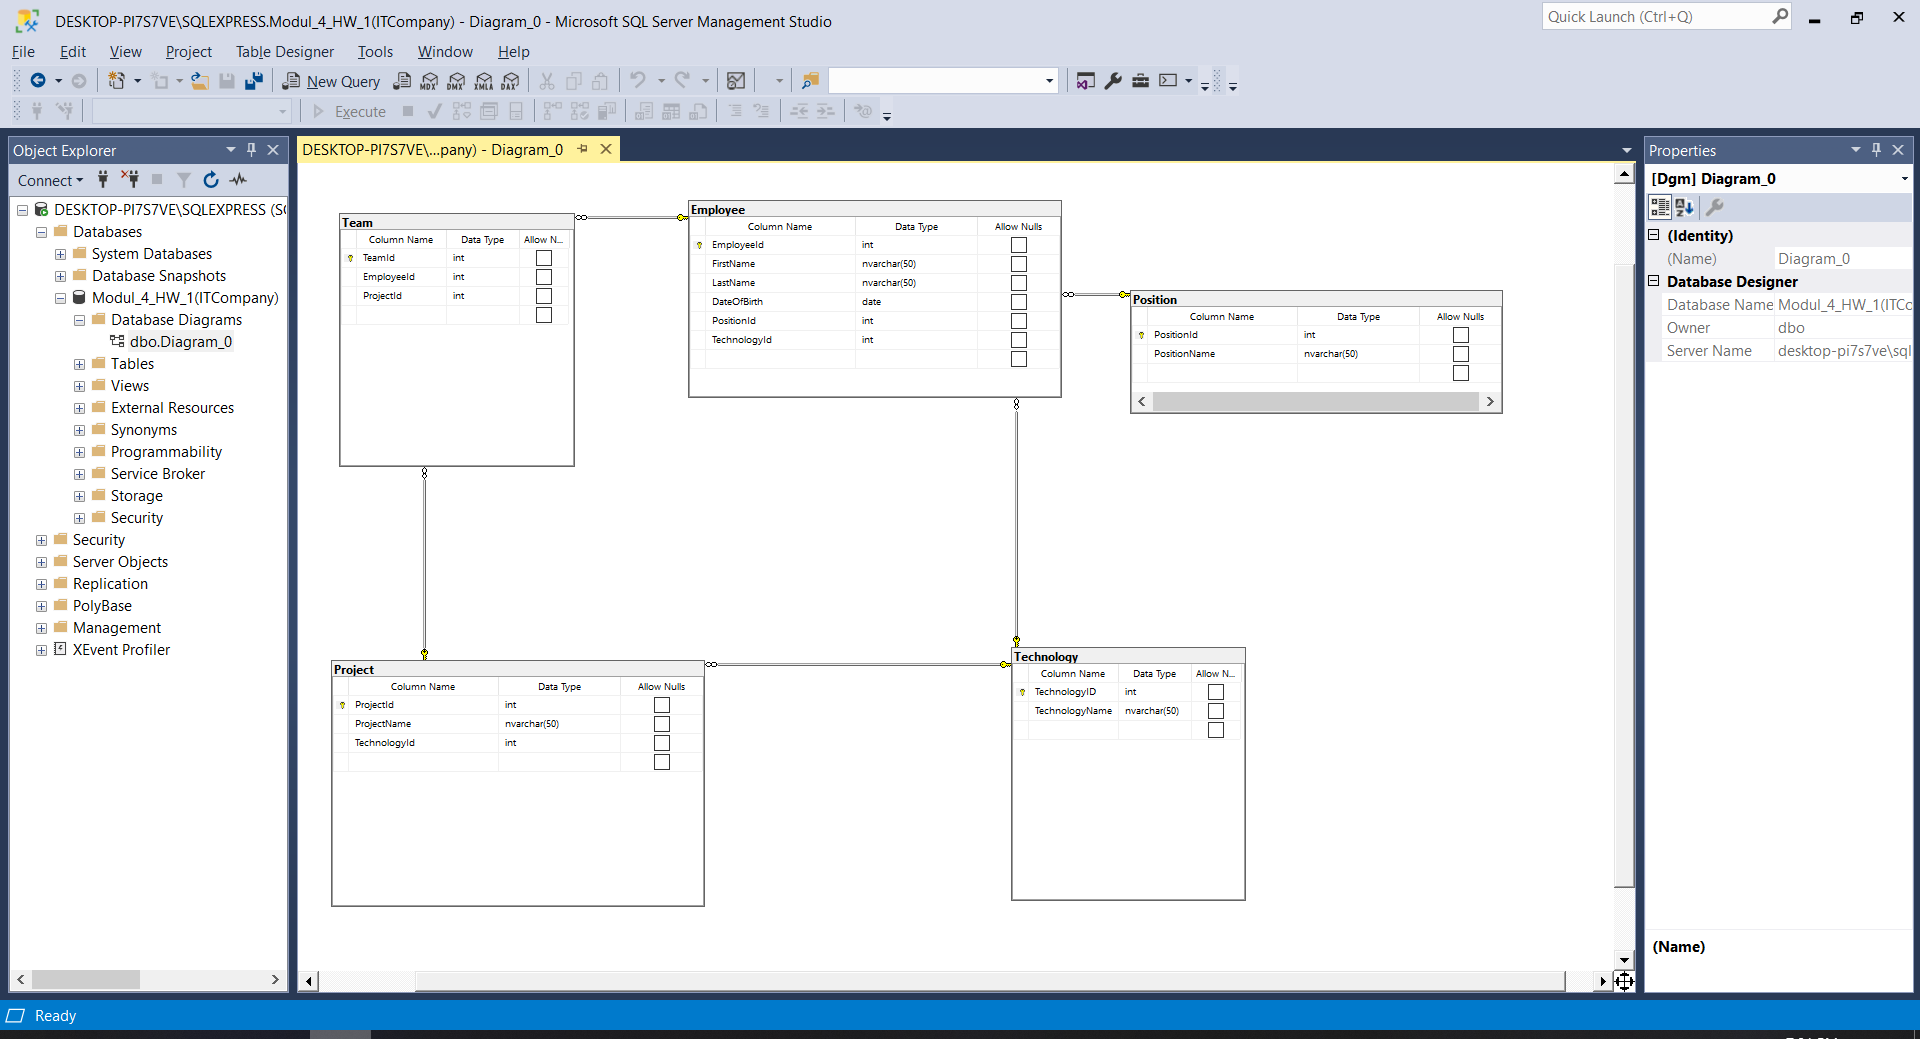 DESKTOP-PI7S7VE\SQLEXPRESS.Modul_4_HW_1(ITCompany) - Diagram_0 - Microsoft SQL Server Management Studio
Quick Launch (Ctrl+Q)
File Edit View Project Table Designer Tools Window Help
New Query MDX DMX XMLA DAX
Execute
Object Explorer
Connect
DESKTOP-PI7S7VE\SQLEXPRESS (S
Databases
System Databases
Database Snapshots
Modul_4_HW_1(ITCompany)
Database Diagrams
dbo.Diagram_0
Tables
Views
External Resources
Synonyms
Programmability
Service Broker
Storage
Security
Security
Server Objects
Replication
PolyBase
Management
XEvent Profiler
DESKTOP-PI7S7VE\...pany) - Diagram_0
Team
Column Name Data Type Allow N...
TeamId int
EmployeeId int
ProjectId int
Employee
Column Name Data Type Allow Nulls
EmployeeId int
FirstName nvarchar(50)
LastName nvarchar(50)
DateOfBirth date
PositionId int
TechnologyId int
Position
Column Name Data Type Allow Nulls
PositionId int
PositionName nvarchar(50)
Project
Column Name Data Type Allow Nulls
ProjectId int
ProjectName nvarchar(50)
TechnologyId int
Technology
Column Name Data Type Allow N...
TechnologyID int
TechnologyName nvarchar(50)
Properties
[Dgm] Diagram_0
(Identity)
(Name) Diagram_0
Database Designer
Database Name Modul_4_HW_1(ITC
Owner dbo
Server Name desktop-pi7s7ve\sql
(Name)
Ready